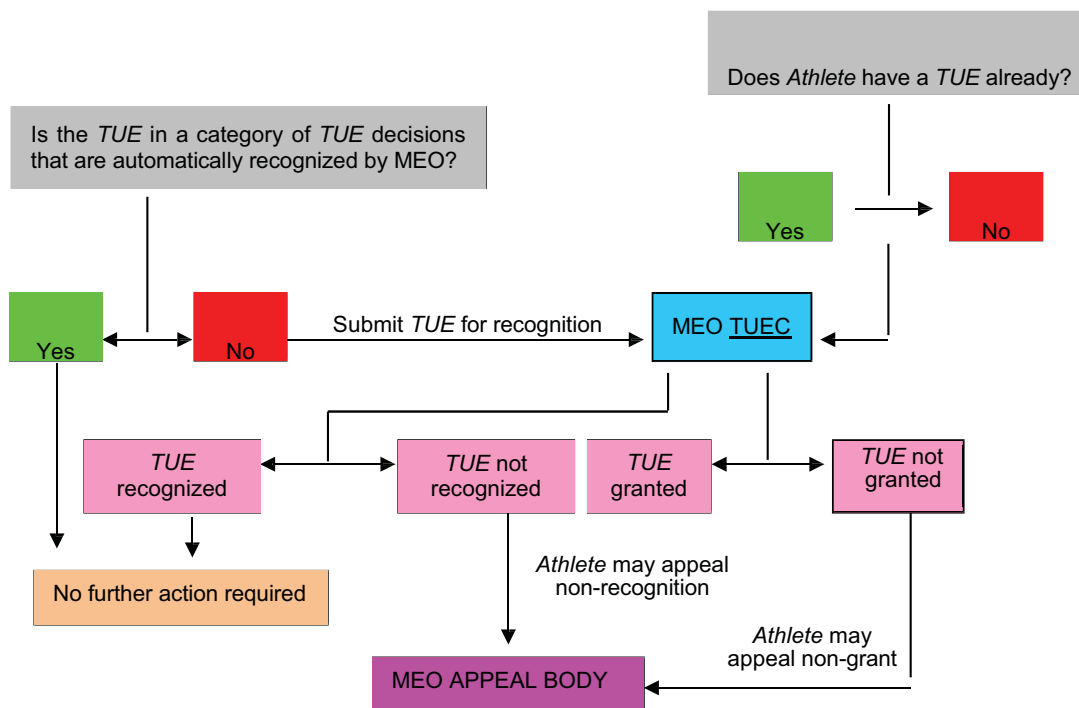 Does Athlete have a TUE already?
Is the TUE in a category of TUE decisions
that are automatically recognized by MEO?
Yes
No
Yes
No
Submit TUE for recognition
MEO TUEC
TUE
recognized
TUE not
recognized
TUE
granted
TUE not
granted
No further action required
Athlete may appeal
non-recognition
Athlete may
appeal non-grant
MEO APPEAL BODY